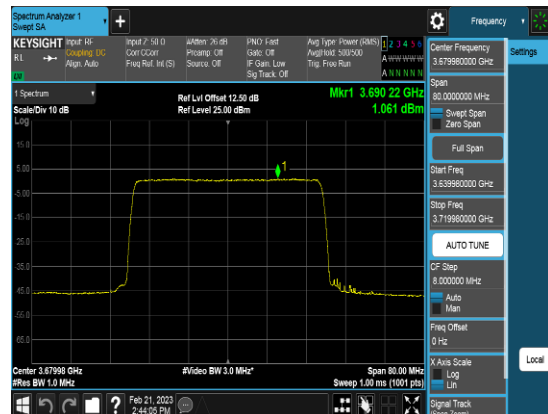 Spectrum Analyzer 1
Swept SA
+
Frequency
KEYSIGHT
Input: RF
Coupling: DC
Align: Auto
Input Z: 50 Ω
Corr CCorr
Freq Ref: Int (S)
#Atten: 26 dB
Preamp: Off
Source: Off
PNO: Fast
Gate: Off
IF Gain: Low
Sig Track: Off
Avg Type: Power (RMS)
Avg|Hold: 500/500
Trig: Free Run
1 2 3 4 5 6
A W W W W W
A N N N N N
R L
LXI
1 Spectrum
Scale/Div 10 dB
Log
Ref Lvl Offset 12.50 dB
Ref Level 25.00 dBm
Mkr1 3.690 22 GHz
1.061 dBm
1
15.0
5.00
-5.00
-15.0
-25.0
-35.0
-45.0
-55.0
-65.0
Center 3.67998 GHz
#Res BW 1.0 MHz
#Video BW 3.0 MHz*
Span 80.00 MHz
Sweep 1.00 ms (1001 pts)
Feb 21, 2023
2:44:05 PM
?
Center Frequency
3.679980000 GHz
Span
80.0000000 MHz
Swept Span
Zero Span
Full Span
Start Freq
3.639980000 GHz
Stop Freq
3.719980000 GHz
AUTO TUNE
CF Step
8.000000 MHz
Auto
Man
Freq Offset
0 Hz
X Axis Scale
Log
Lin
Signal Track
(Span Zoom)
Settings
Local